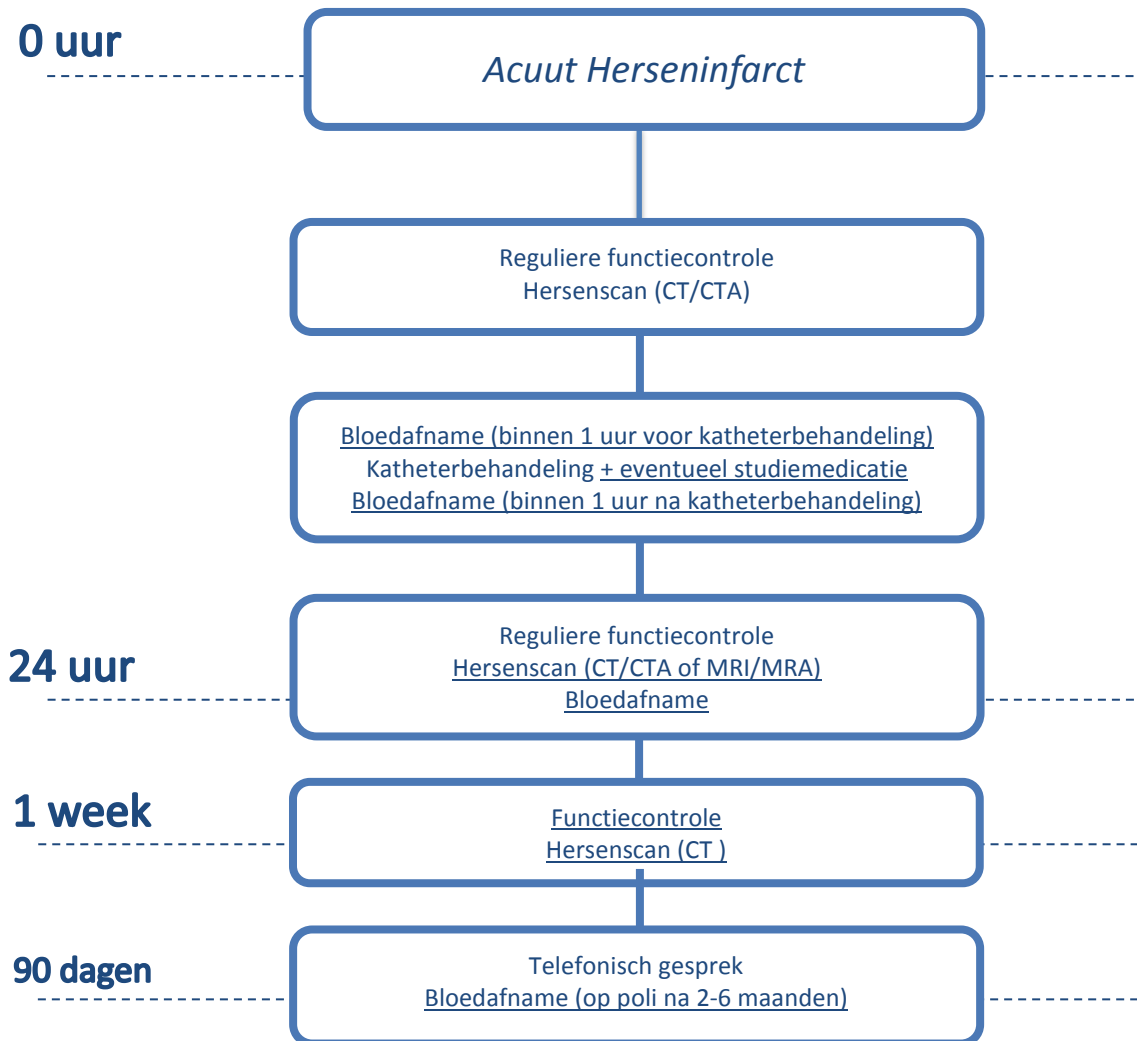 0 uur
Acuut Herseninfarct
Reguliere functiecontrole
Hersenscan (CT/CTA)
Bloedafname (binnen 1 uur voor katheterbehandeling)
Katheterbehandeling + eventueel studiemedicatie
Bloedafname (binnen 1 uur na katheterbehandeling)
24 uur
Reguliere functiecontrole
Hersenscan (CT/CTA of MRI/MRA)
Bloedafname
1 week
Functiecontrole
Hersenscan (CT )
90 dagen
Telefonisch gesprek
Bloedafname (op poli na 2-6 maanden)